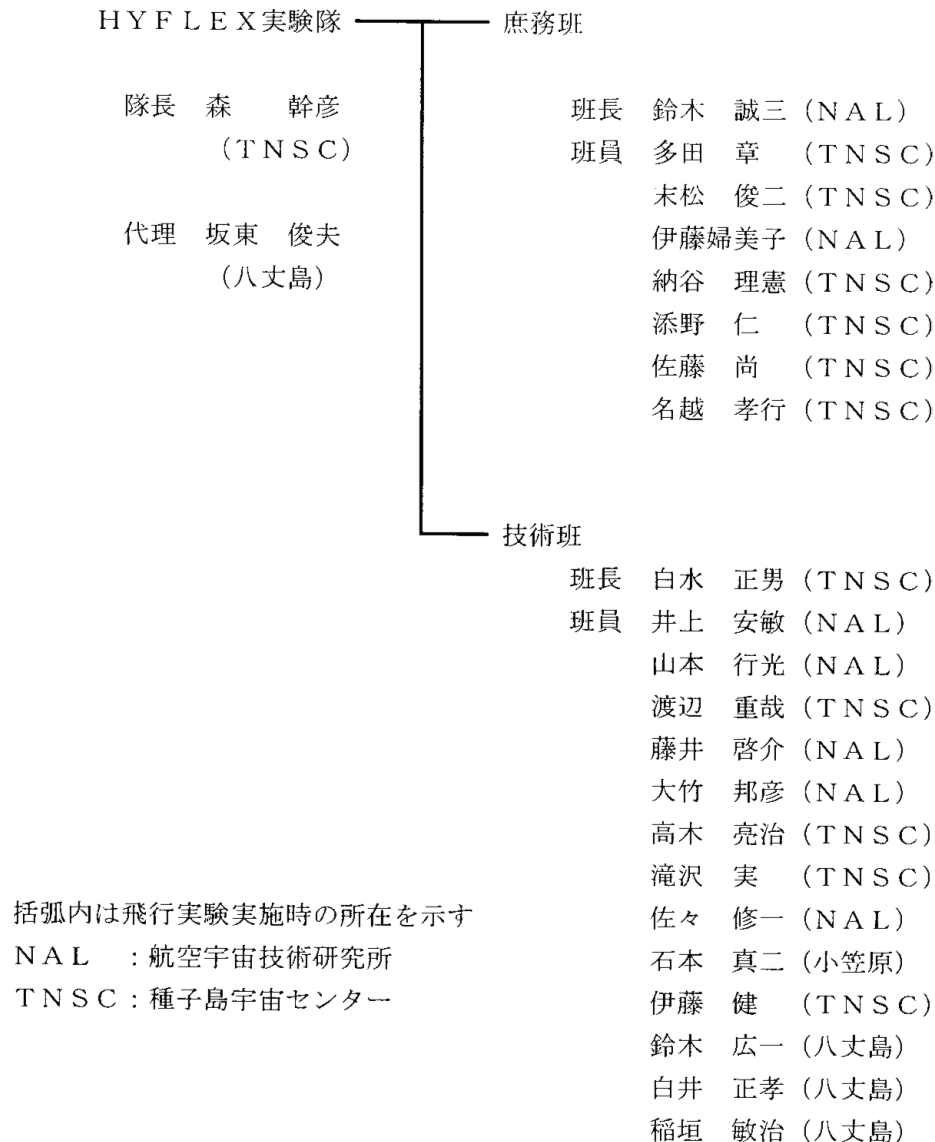 HYFLEX実験隊
隊長 森 幹彦
(TNSC)
代理 坂東 俊夫
(八丈島)
庶務班
班長 鈴木 誠三 (NAL)
班員 多田 章 (TNSC)
末松 俊二 (TNSC)
伊藤婦美子 (NAL)
納谷 理憲 (TNSC)
添野 仁 (TNSC)
佐藤 尚 (TNSC)
名越 孝行 (TNSC)
技術班
班長 白水 正男 (TNSC)
班員 井上 安敏 (NAL)
山本 行光 (NAL)
渡辺 重哉 (TNSC)
藤井 啓介 (NAL)
大竹 邦彦 (NAL)
高木 亮治 (TNSC)
滝沢 実 (TNSC)
佐々 修一 (NAL)
石本 真二 (小笠原)
伊藤 健 (TNSC)
鈴木 広一 (八丈島)
白井 正孝 (八丈島)
稲垣 敏治 (八丈島)
括弧内は飛行実験実施時の所在を示す
NAL :航空宇宙技術研究所
TNSC:種子島宇宙センター